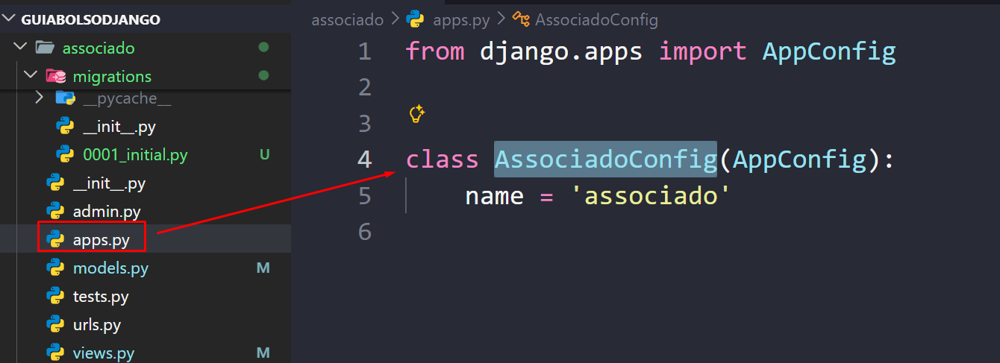 GUIABOLSODJANGO
associado
migrations
__pycache__
__init__.py
0001_initial.py U
__init__.py
admin.py
apps.py
models.py M
tests.py
urls.py
views.py M
associado > apps.py > AssociadoConfig
1 from django.apps import AppConfig
2
3
4 class AssociadoConfig(AppConfig):
5 name = 'associado'
6